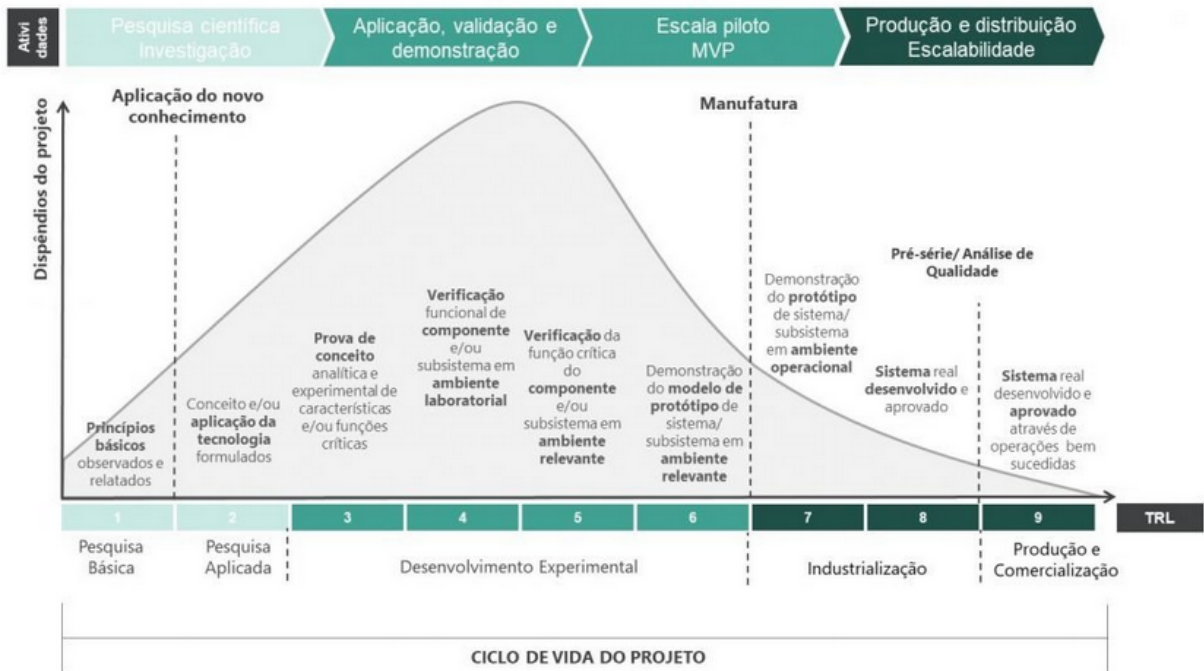 Ativi
dades
Pesquisa científica
Investigação
Aplicação, validação e
demonstração
Escala piloto
MVP
Produção e distribuição
Escalabilidade
Dispêndios do projeto
Aplicação do novo
conhecimento
Manufatura
Pré-série/ Análise de
Qualidade
Princípios
básicos
observados e
relatados
Conceito e/ou
aplicação da
tecnologia
formulados
Prova de
conceito
analítica e
experimental de
características
e/ou funções
críticas
Verificação
funcional de
componente
e/ou
subsistema em
ambiente
laboratorial
Verificação da
função crítica
do
componente
e/ou
subsistema em
ambiente
relevante
Demonstração
do modelo de
protótipo de
sistema/
subsistema em
ambiente
relevante
Demonstração
do protótipo
de sistema/
subsistema
em ambiente
operacional
Sistema real
desenvolvido e
aprovado
Sistema real
desenvolvido e
aprovado
através de
operações bem
sucedidas
1 2 3 4 5 6 7 8 9 TRL
Pesquisa
Básica
Pesquisa
Aplicada
Desenvolvimento Experimental
Industrialização
Produção e
Comercialização
CICLO DE VIDA DO PROJETO